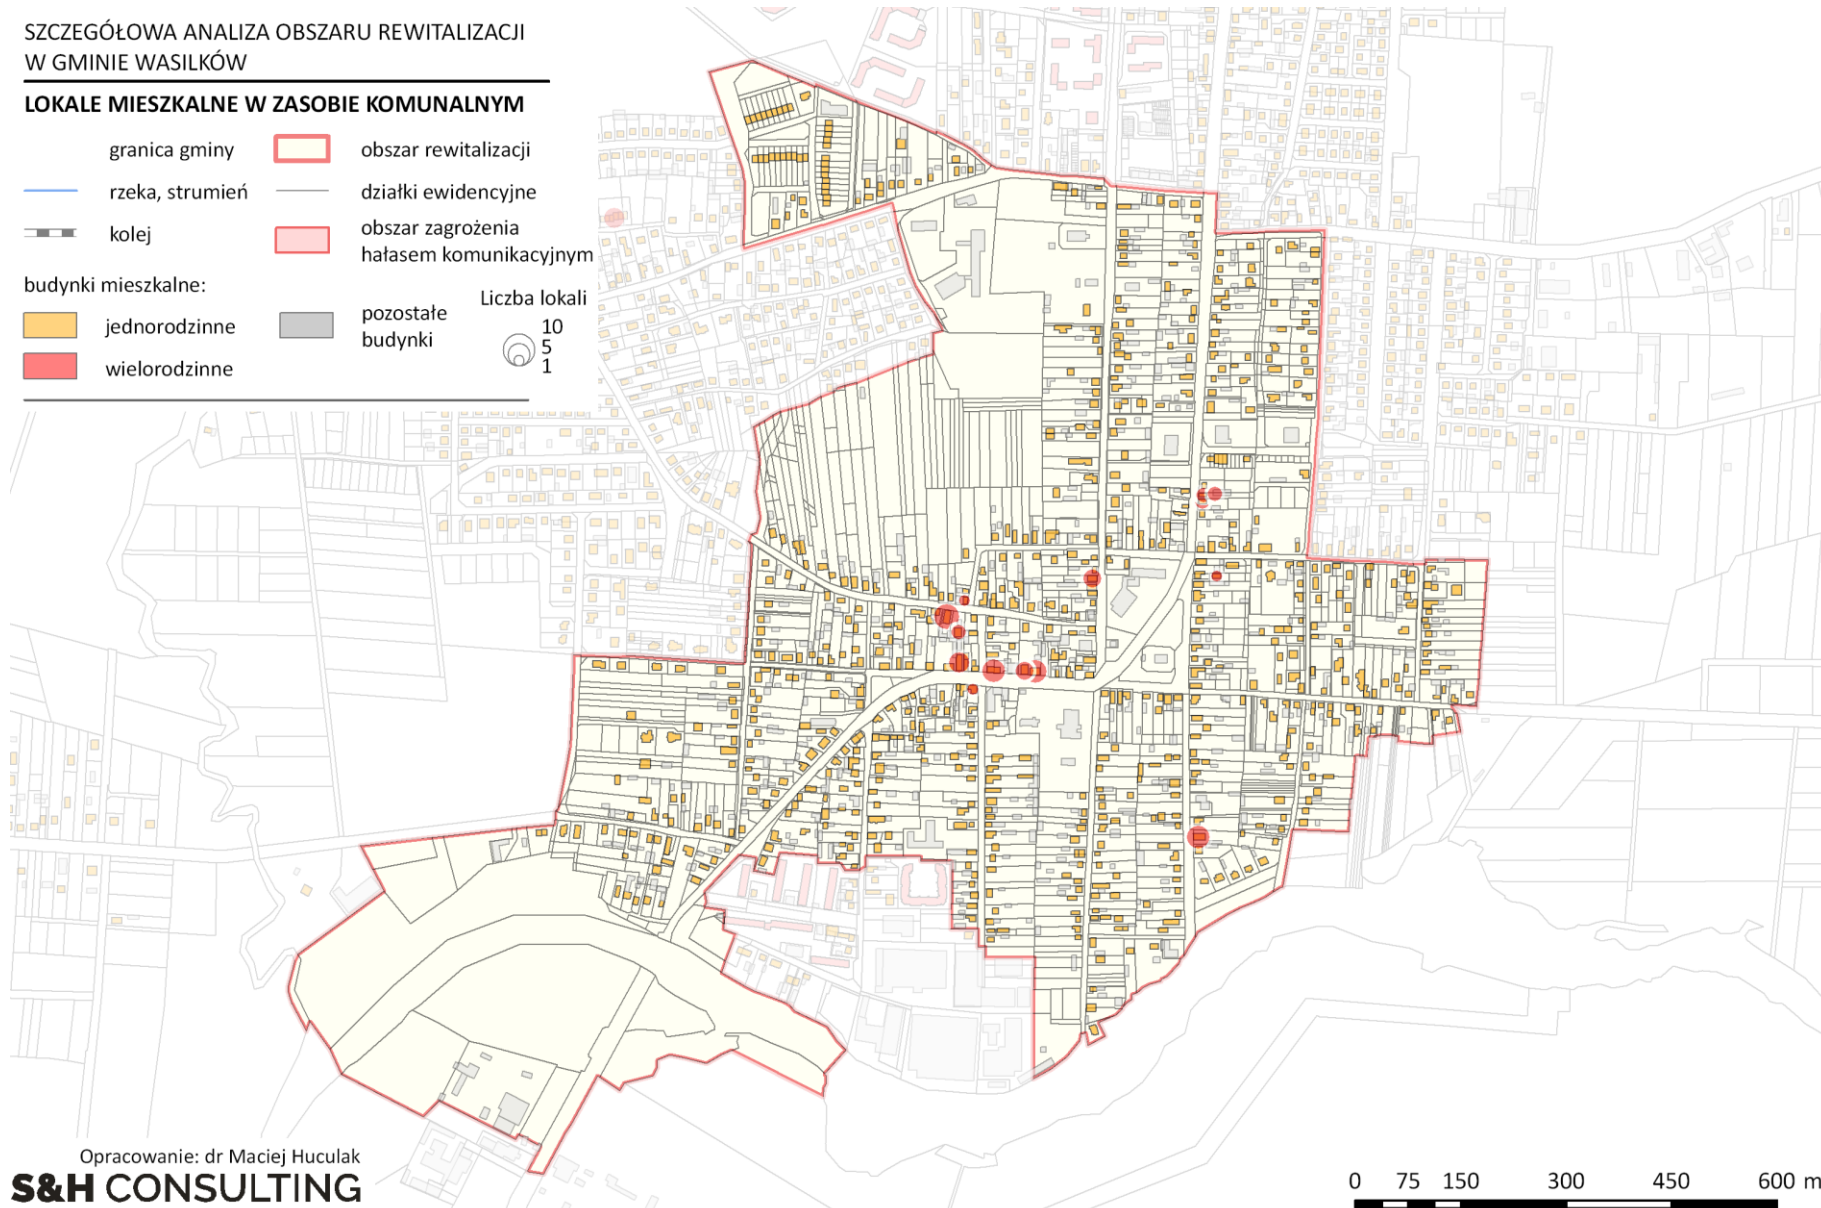 SZCZEGÓŁOWA ANALIZA OBSZARU REWITALIZACJI
W GMINIE WASILKÓW
LOKALE MIESZKALNE W ZASOBIE KOMUNALNYM
granica gminy
obszar rewitalizacji
rzeka, strumień
działki ewidencyjne
kolej
obszar zagrożenia
hałasem komunikacyjnym
budynki mieszkalne:
jednorodzinne
wielorodzinne
pozostałe
budynki
Liczba lokali
10
5
1
Opracowanie: dr Maciej Huculak
S&H CONSULTING
0 75 150 300 450 600 m